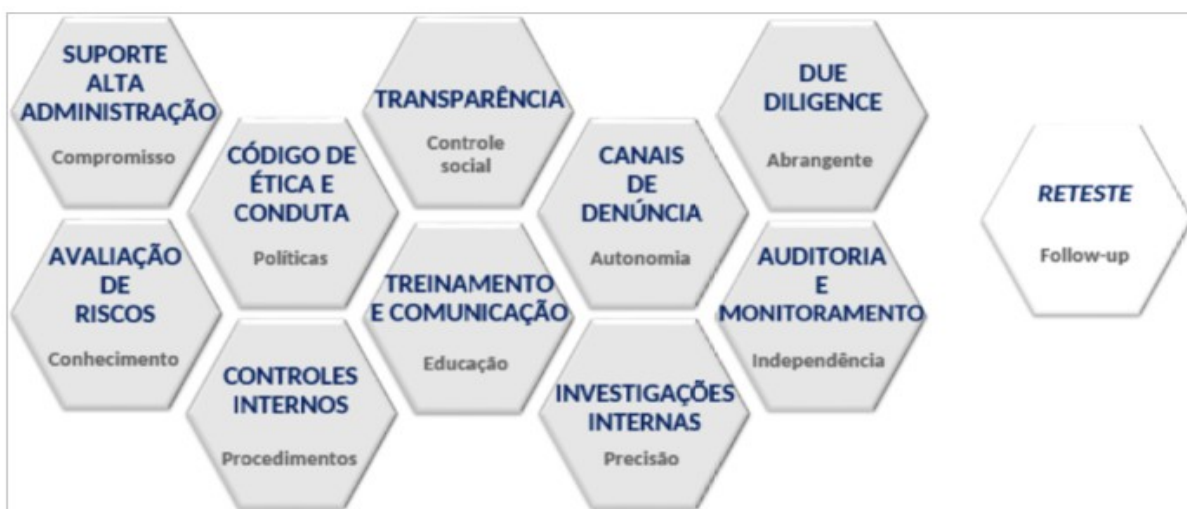 SUPORTE
ALTA
ADMINISTRAÇÃO
Compromisso
AVALIAÇÃO
DE
RISCOS
Conhecimento
CÓDIGO DE
ÉTICA E
CONDUTA
Políticas
CONTROLES
INTERNOS
Procedimentos
TRANSPARÊNCIA
Controle
social
TREINAMENTO
E COMUNICAÇÃO
Educação
CANAIS
DE
DENÚNCIA
Autonomia
INVESTIGAÇÕES
INTERNAS
Precisão
DUE
DILIGENCE
Abrangente
AUDITORIA
E
MONITORAMENTO
Independência
RETESTE
Follow-up